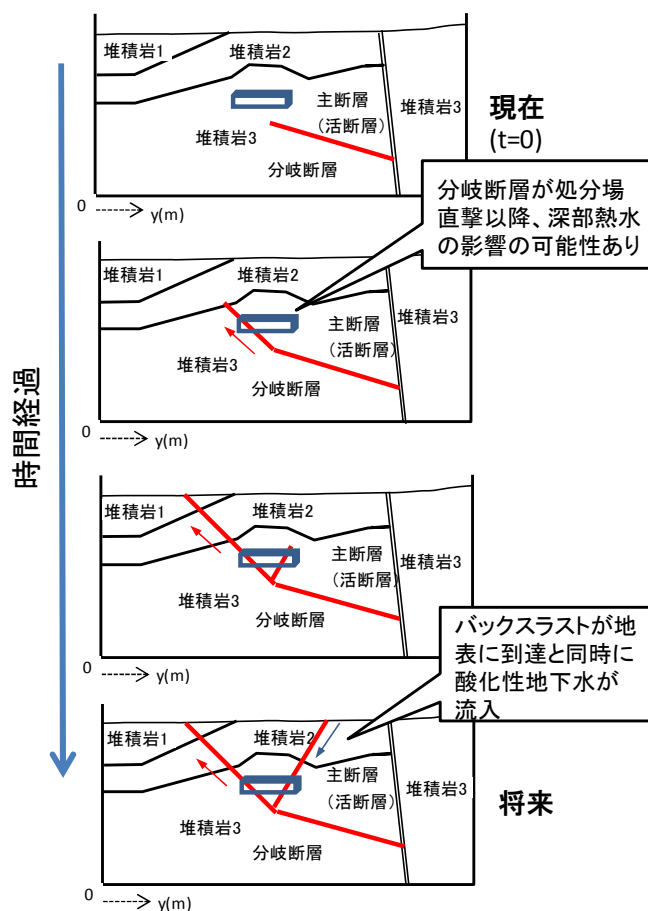 堆積岩1
堆積岩2
主断層
(活断層)
堆積岩3
堆積岩3
分岐断層
0
y(m)
現在
(t=0)
分岐断層が処分場
直撃以降、深部熱水
の影響の可能性あり
堆積岩1
堆積岩2
主断層
(活断層)
堆積岩3
堆積岩3
分岐断層
0
y(m)
時間経過
堆積岩1
堆積岩2
主断層
(活断層)
堆積岩3
堆積岩3
分岐断層
0
y(m)
バックスラストが地
表に到達と同時に
酸化性地下水が
流入
堆積岩1
堆積岩2
主断層
(活断層)
堆積岩3
堆積岩3
分岐断層
0
y(m)
将来